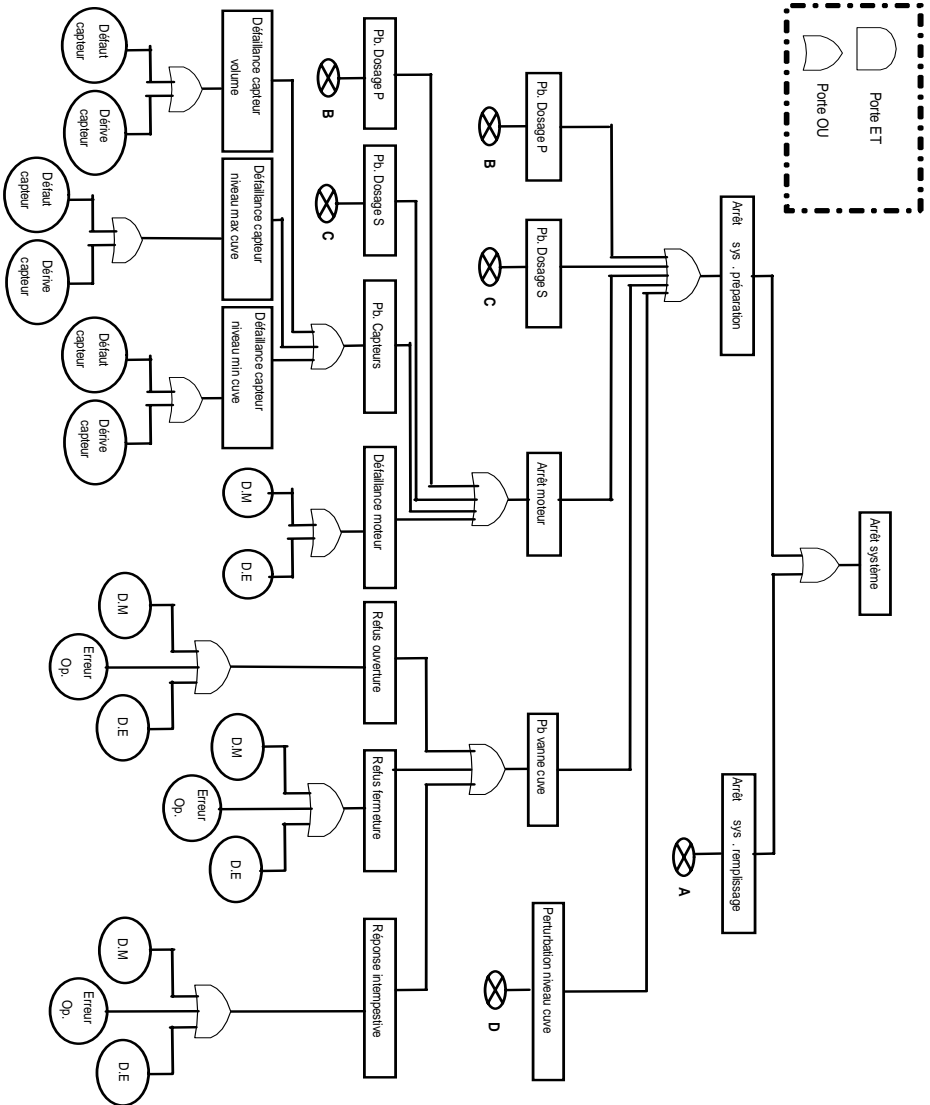 Porte ET
Porte OU
Arrêt système
Arrêt sys . préparation
Arrêt sys . remplissage
A
Pb. Dosage P
B
Pb. Dosage S
C
Arrêt moteur
Pb vanne cuve
Perturbation niveau cuve
D
Pb. Dosage P
B
Pb. Dosage S
C
Pb. Capteurs
Défaillance moteur
Refus ouverture
Refus fermeture
Réponse intempestive
Défaillance capteur
volume
Défaillance capteur
niveau max cuve
Défaillance capteur
niveau min cuve
D.M
D.E
D.M
Erreur
Op.
D.E
Défaut
capteur
Dérive
capteur
Défaut
capteur
Dérive
capteur
Défaut
capteur
Dérive
capteur
D.M
Erreur
Op.
D.E
D.M
Erreur
Op.
D.E